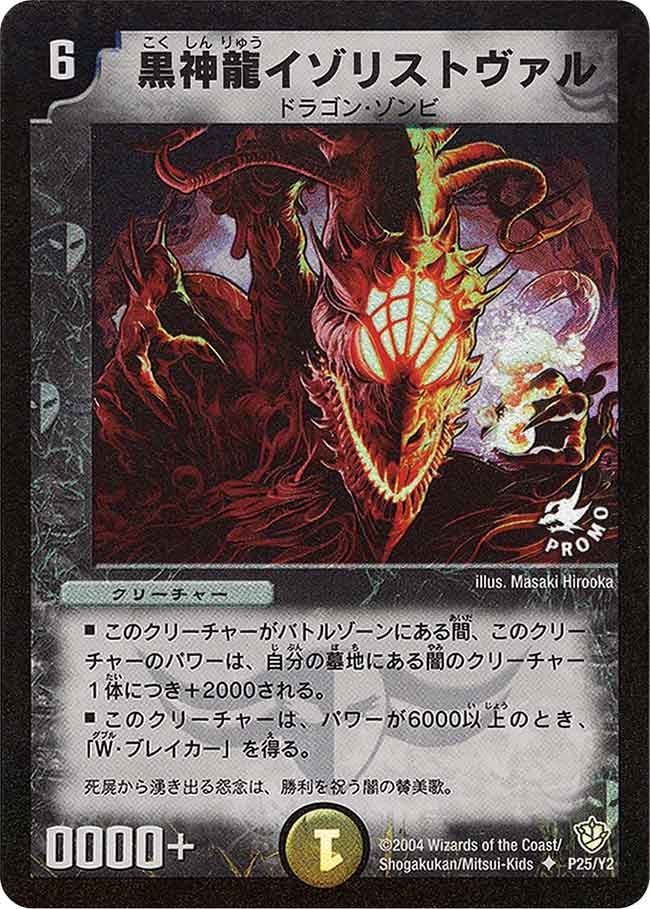 6
こく しん りゅう
黒神龍イゾリストヴァル
ドラゴン・ゾンビ
PROMO
illus. Masaki Hirooka
クリーチャー
■ このクリーチャーがバトルゾーンにある間、このクリー
チャーのパワーは、自分の墓地にある闇のクリーチャー
1体につき+2000される。
■ このクリーチャーは、パワーが6000以上のとき、
「W・ブレイカー」を得る。
死屍から湧き出る怨念は、勝利を祝う闇の賛美歌。
0000+
1
©2004 Wizards of the Coast/
Shogakukan/Mitsui-Kids
P25/Y2